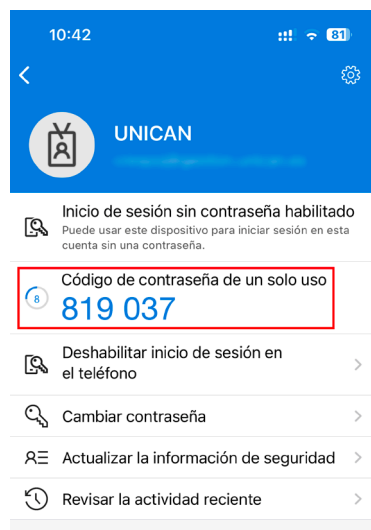 10:42
81
UNICAN
Inicio de sesión sin contraseña habilitado
Puede usar este dispositivo para iniciar sesión en esta
cuenta sin una contraseña.
Código de contraseña de un solo uso
8
819 037
Deshabilitar inicio de sesión en
el teléfono
Cambiar contraseña
Actualizar la información de seguridad
Revisar la actividad reciente